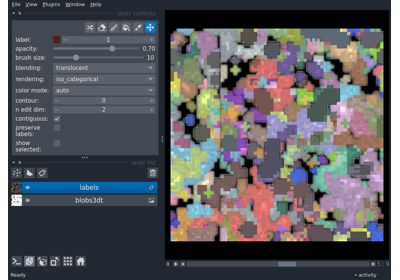 File View Plugins Window Help
layer controls
label: 1
opacity: 0.70
brush size: 10
blending: translucent
rendering: iso_categorical
color mode: auto
contour: 0
n edit dim: 2
contiguous:
preserve
labels:
show
selected:
layer list
labels
blobs3dt
Ready
activity